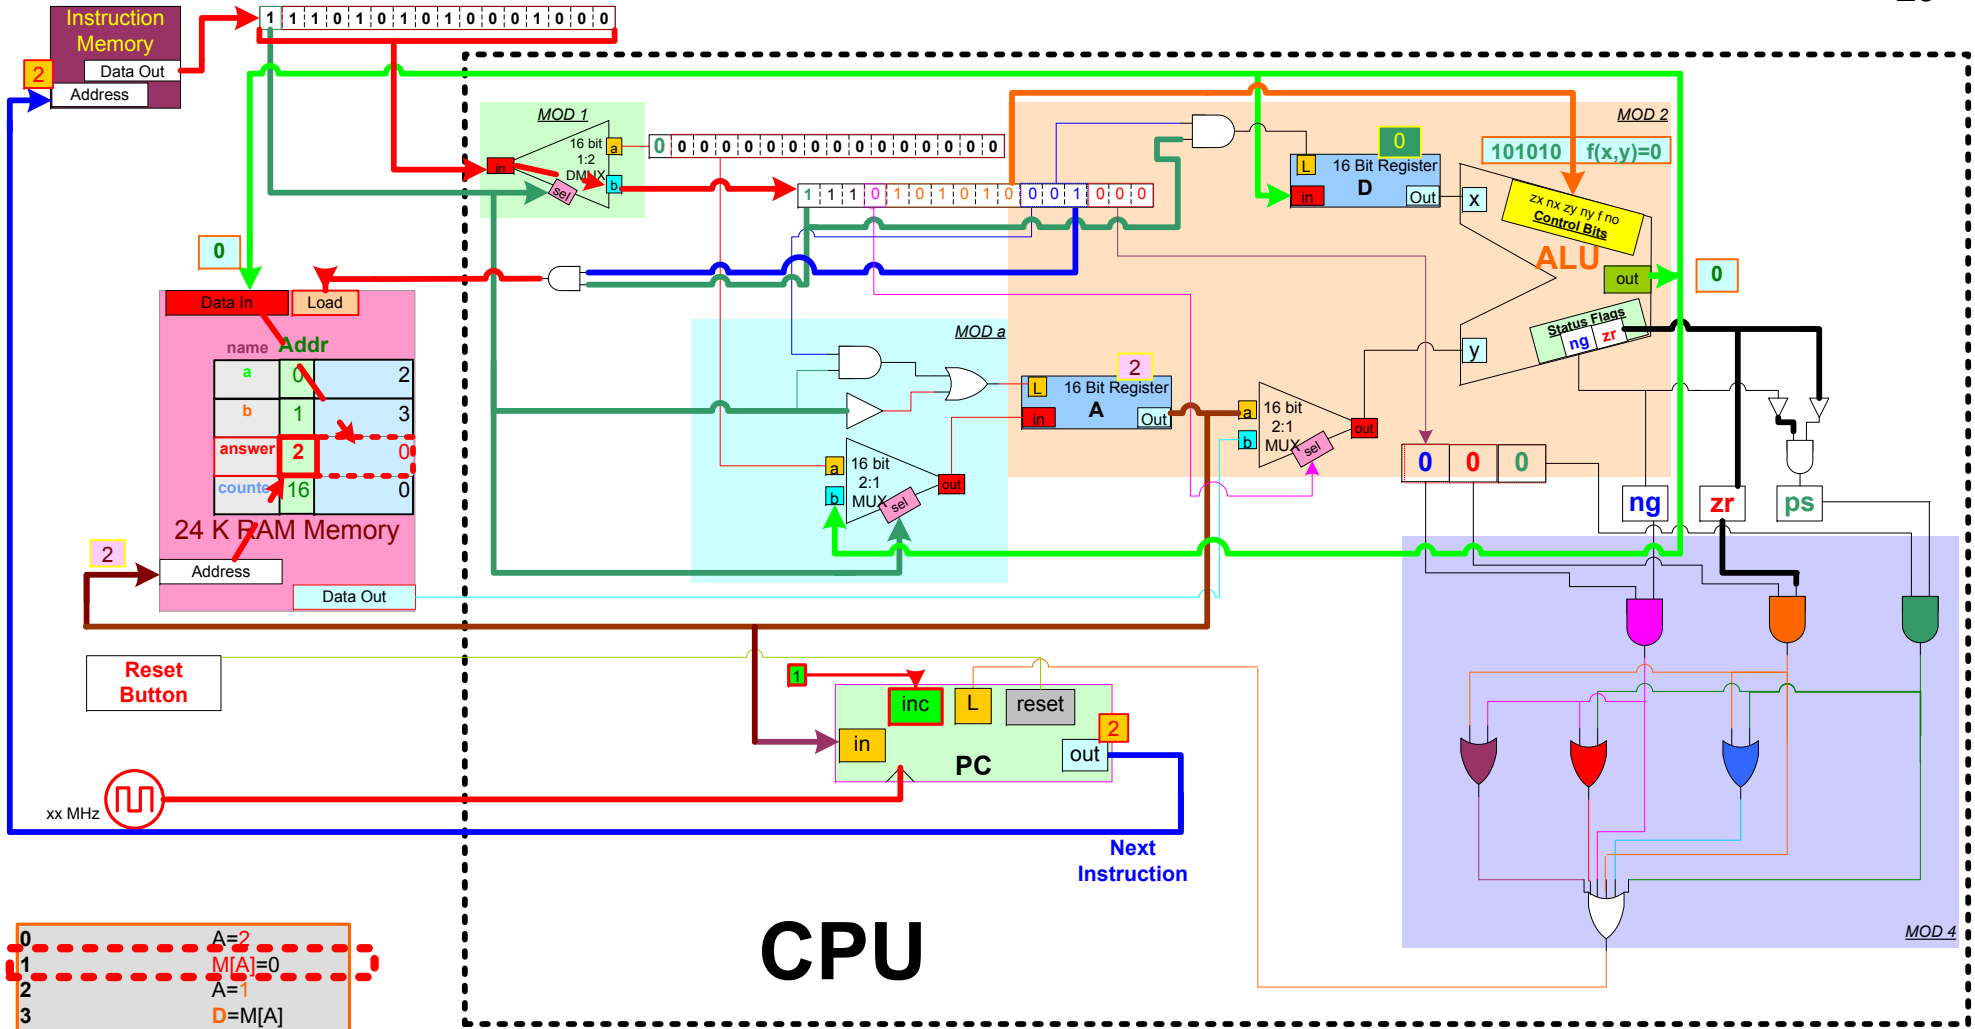 Instruction
Memory
Data Out
Address
2
1 1 1 0 1 0 1 0 1 0 0 0 1 0 0 0
MOD 1
16 bit
1:2
DMUX
in
sel
a
b
0 0 0 0 0 0 0 0 0 0 0 0 0 0 0 0
1 1 1 0 1 0 1 0 1 0 0 0 1 0 0 0
MOD 2
0
L
16 Bit Register
D
in
Out
101010 f(x,y)=0
x
zx nx zy ny f no
Control Bits
ALU
out
0
Status Flags
ng zr
y
0
Data In
Load
name Addr
a 0 2
b 1 3
answer 2 0
counte 16 0
24 K RAM Memory
2
Address
Data Out
MOD a
2
L
16 Bit Register
A
in
Out
a
b
16 bit
2:1
MUX
sel
out
a
b
16 bit
2:1
MUX
sel
out
0 0 0
ng
zr
ps
Reset
Button
1
inc
L
reset
in
PC
out
2
xx MHz
Next
Instruction
MOD 4
CPU
0 A=2
1 M[A]=0
2 A=1
3 D=M[A]